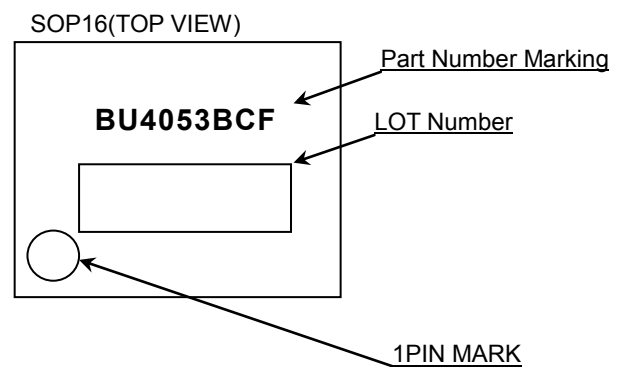 SOP16(TOP VIEW)
Part Number Marking
BU4053BCF
LOT Number
1PIN MARK